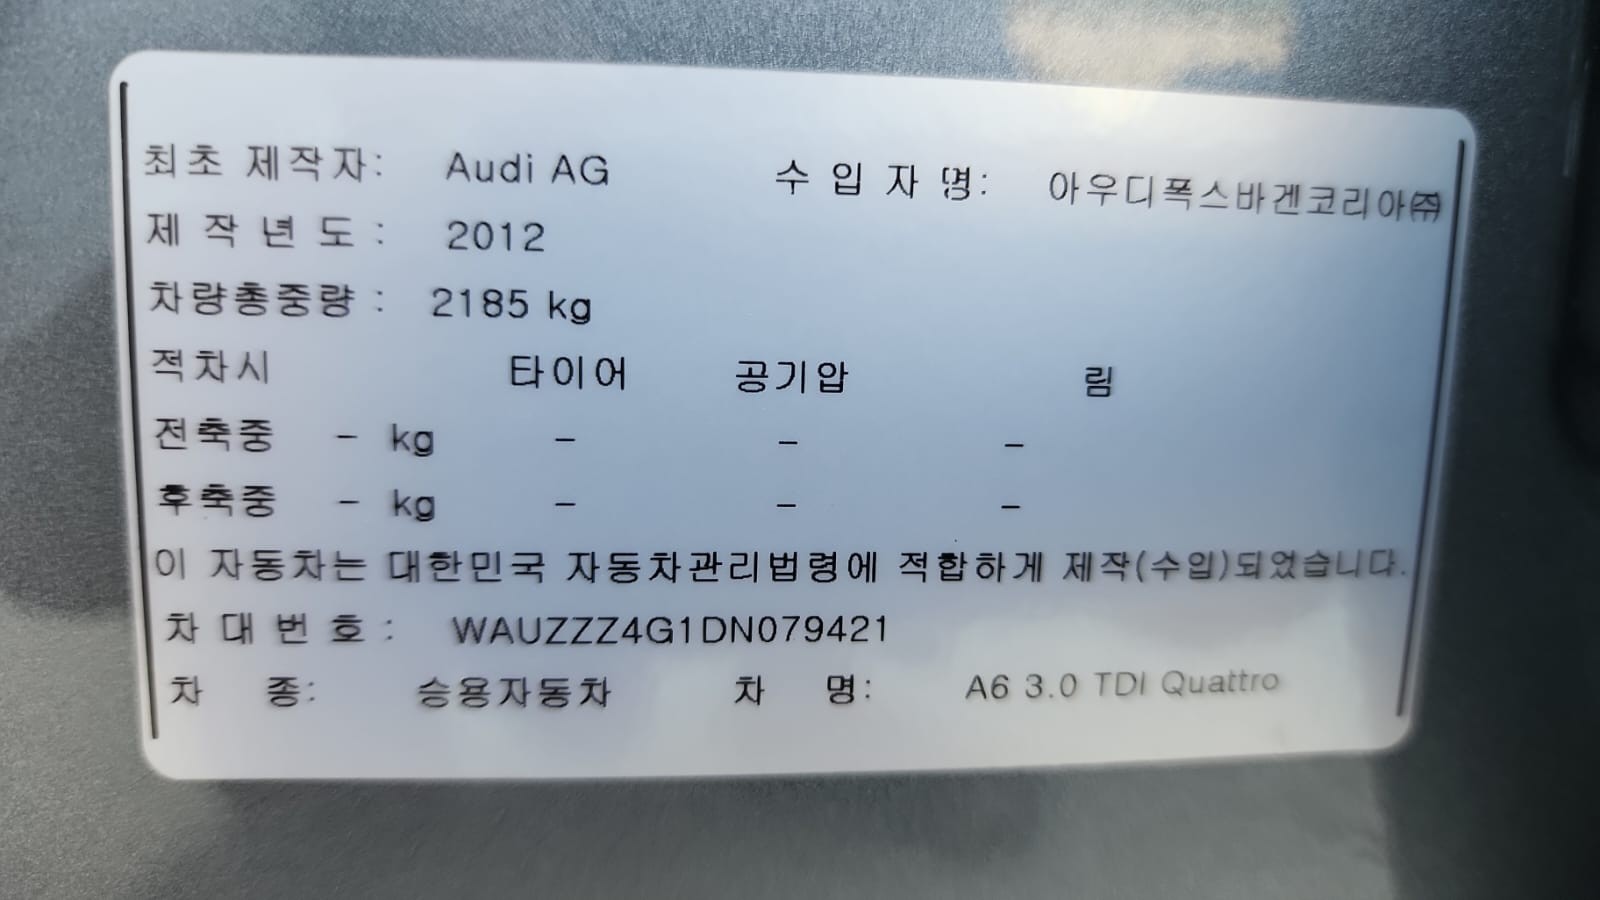 최초 제작자: Audi AG 수 입 자 명: 아우디폭스바겐코리아㈜
제 작 년 도 : 2012
차량총중량 : 2185 kg
적차시 타이어 공기압 림
전축중 - kg - - -
후축중 - kg - - -
이 자동차는 대한민국 자동차관리법령에 적합하게 제작(수입)되었습니다.
차 대 번 호 : WAUZZZ4G1DN079421
차 종: 승용자동차 차 명: A6 3.0 TDI Quattro